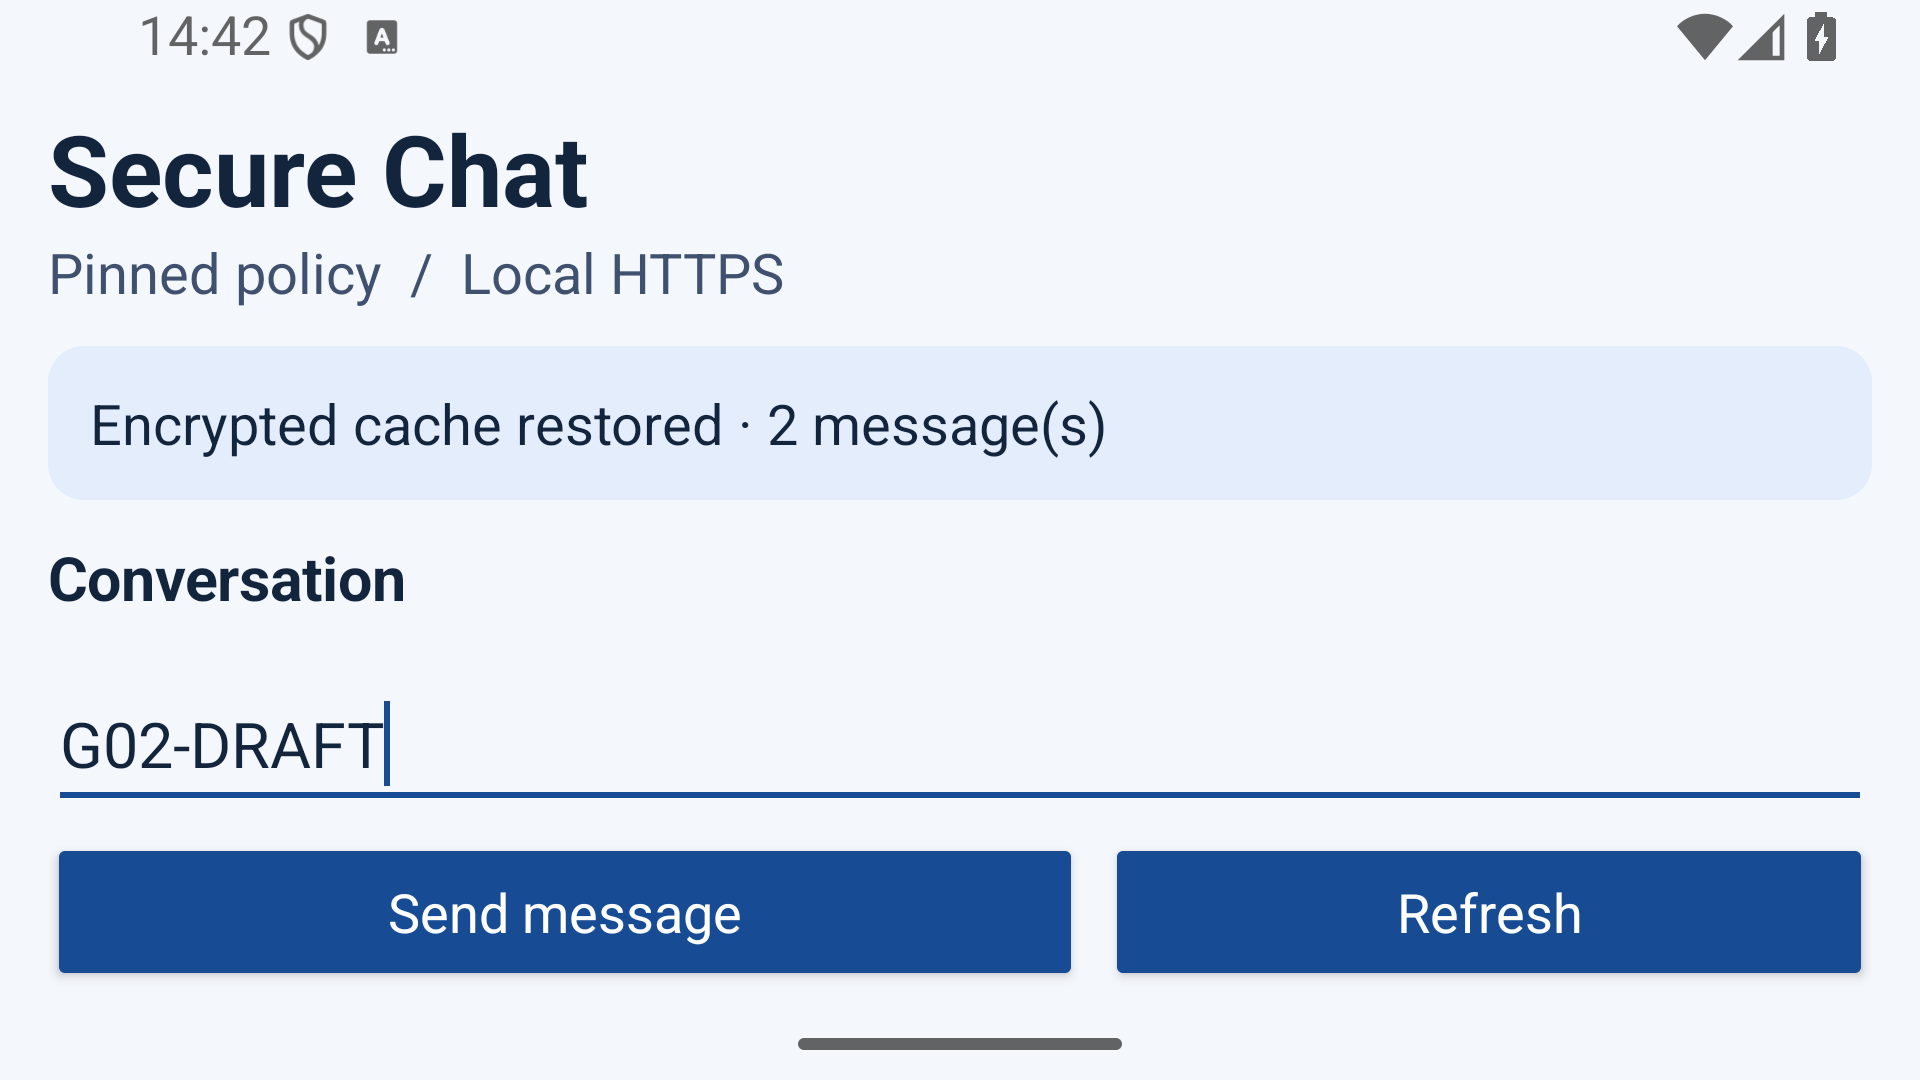 14:42
Secure Chat
Pinned policy / Local HTTPS
Encrypted cache restored · 2 message(s)
Conversation
G02-DRAFT
Send message
Refresh